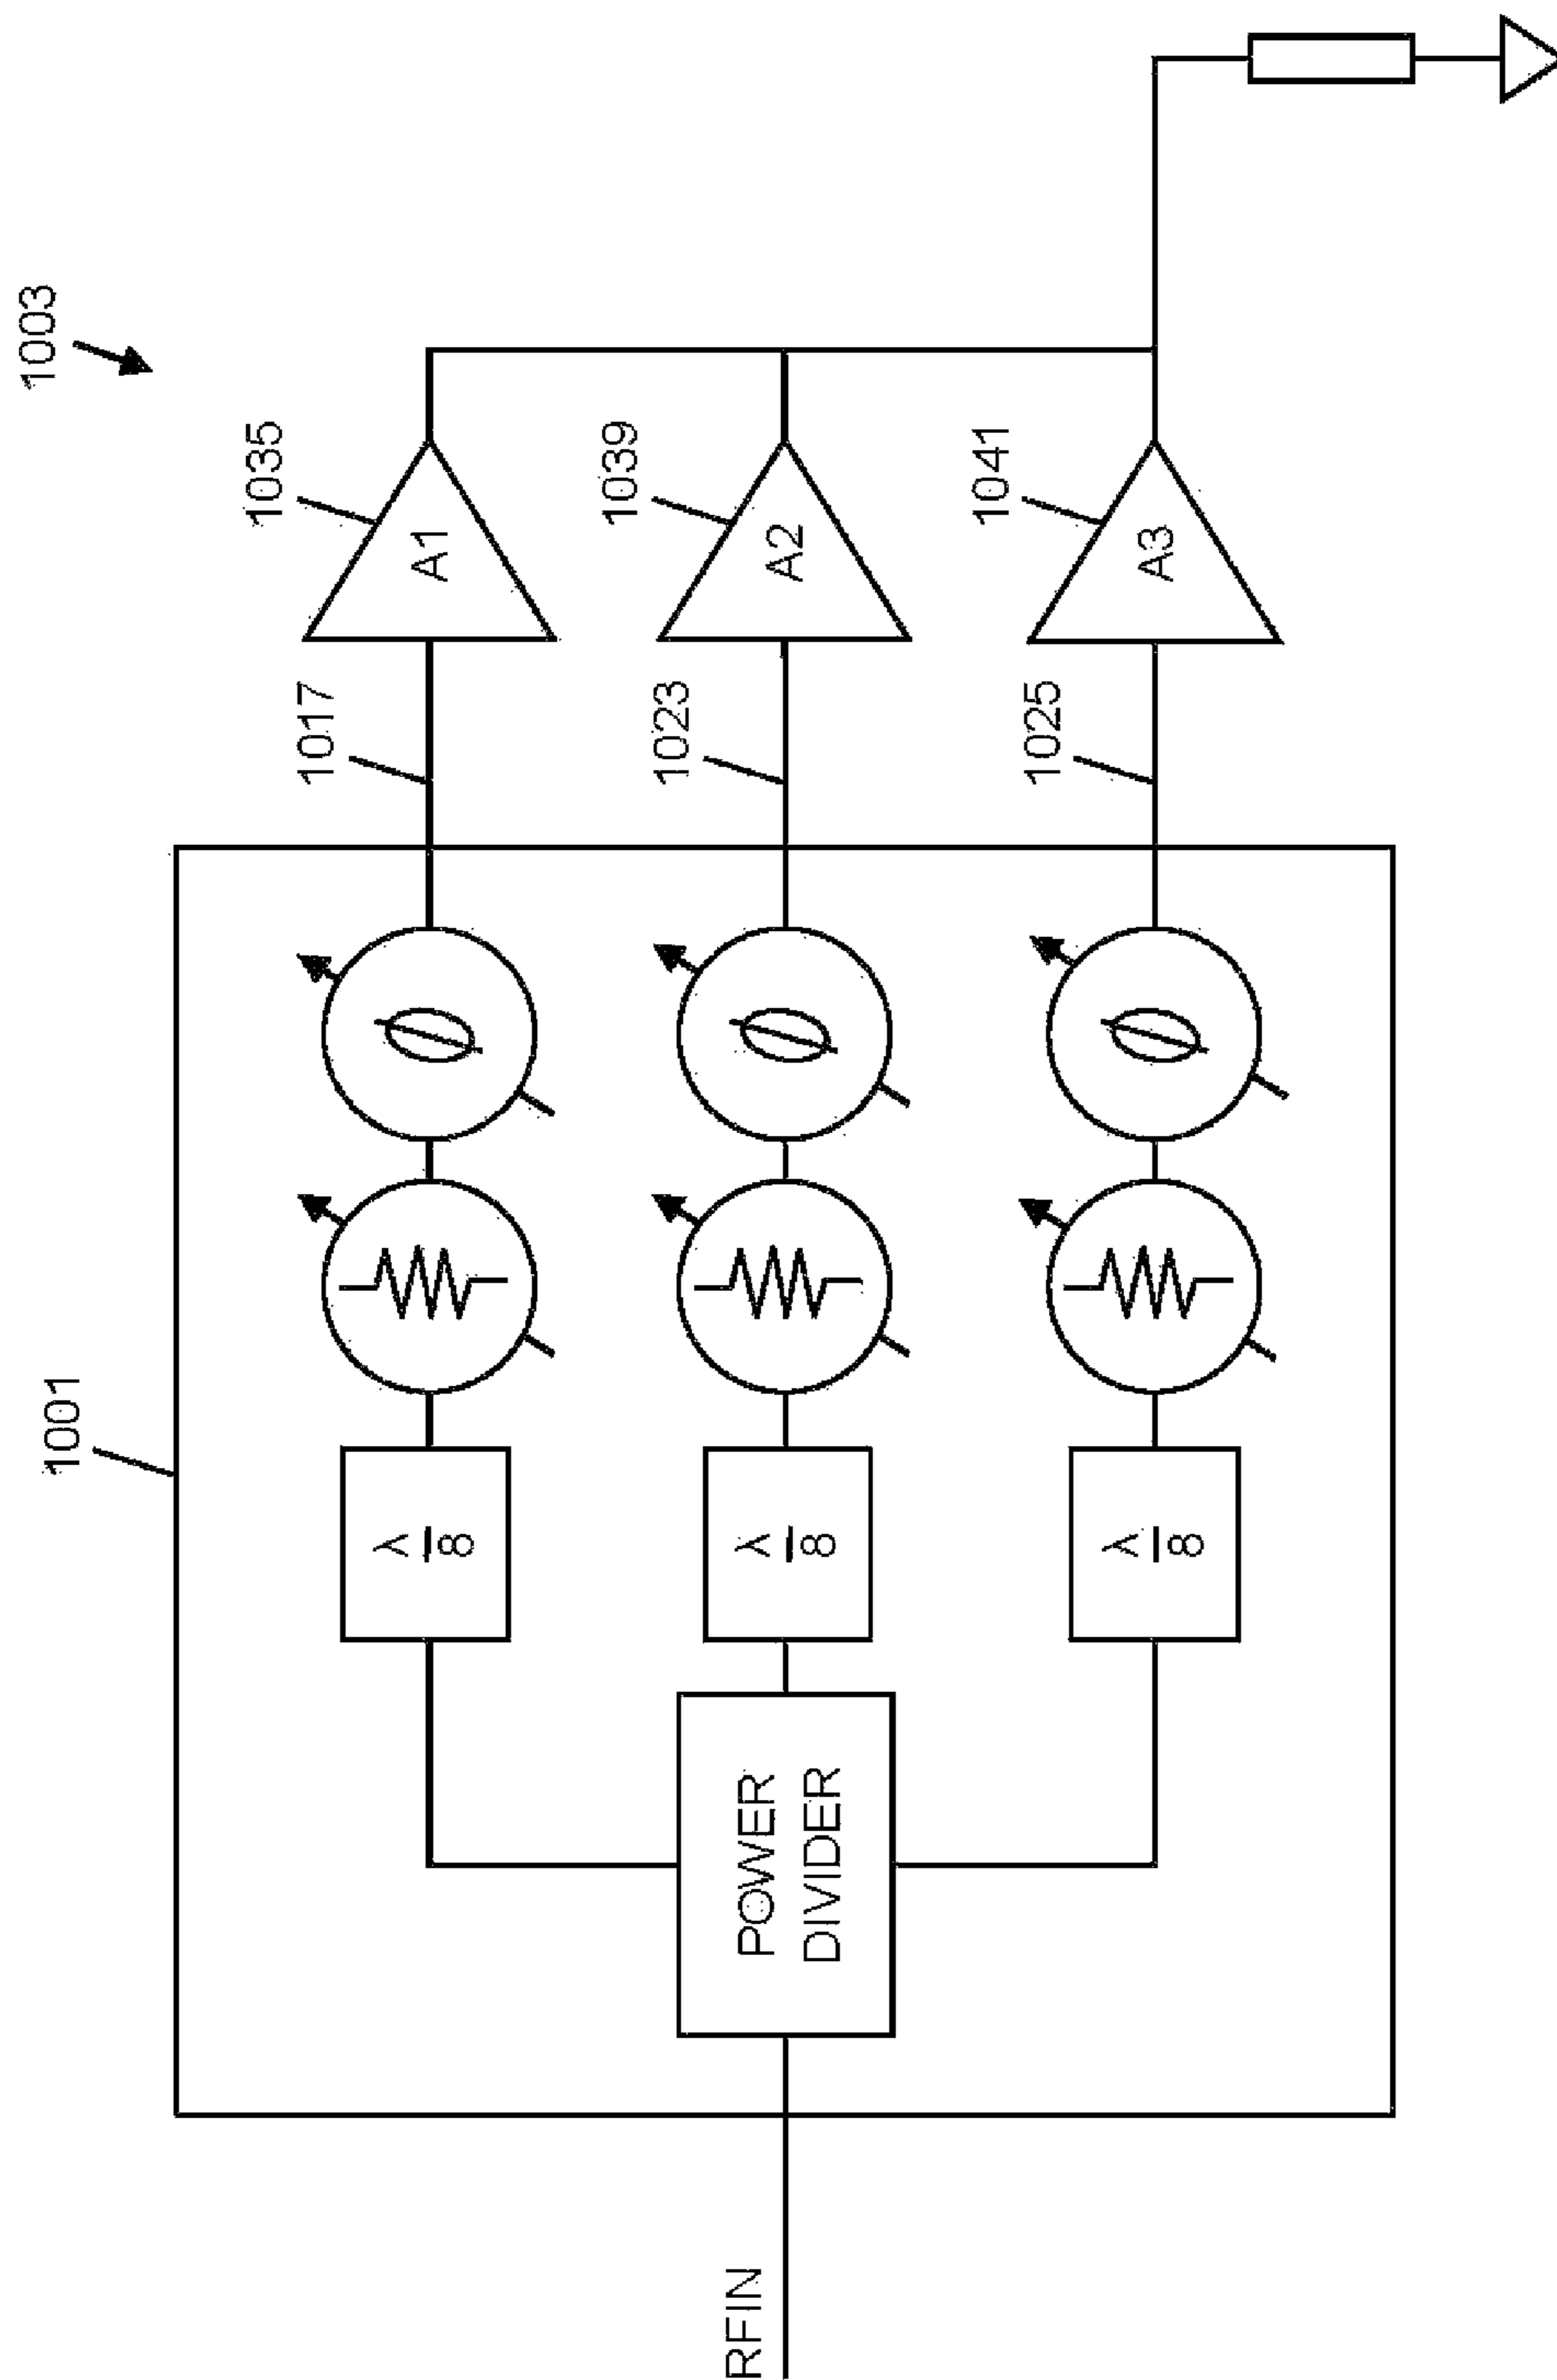 1003
1001
1035
1017
A1
λ
8
1039
1023
A2
λ
8
POWER
DIVIDER
RFIN
1041
1025
A3
λ
8